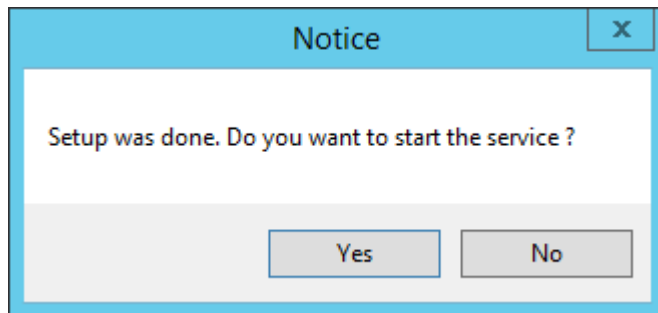 Notice
x
Setup was done. Do you want to start the service ?
Yes
No